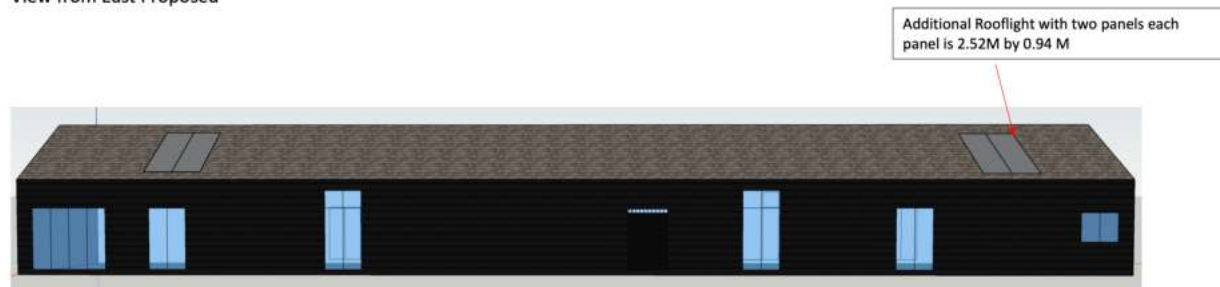 View from East Proposed
Additional Rooflight with two panels each
panel is 2.52M by 0.94 M